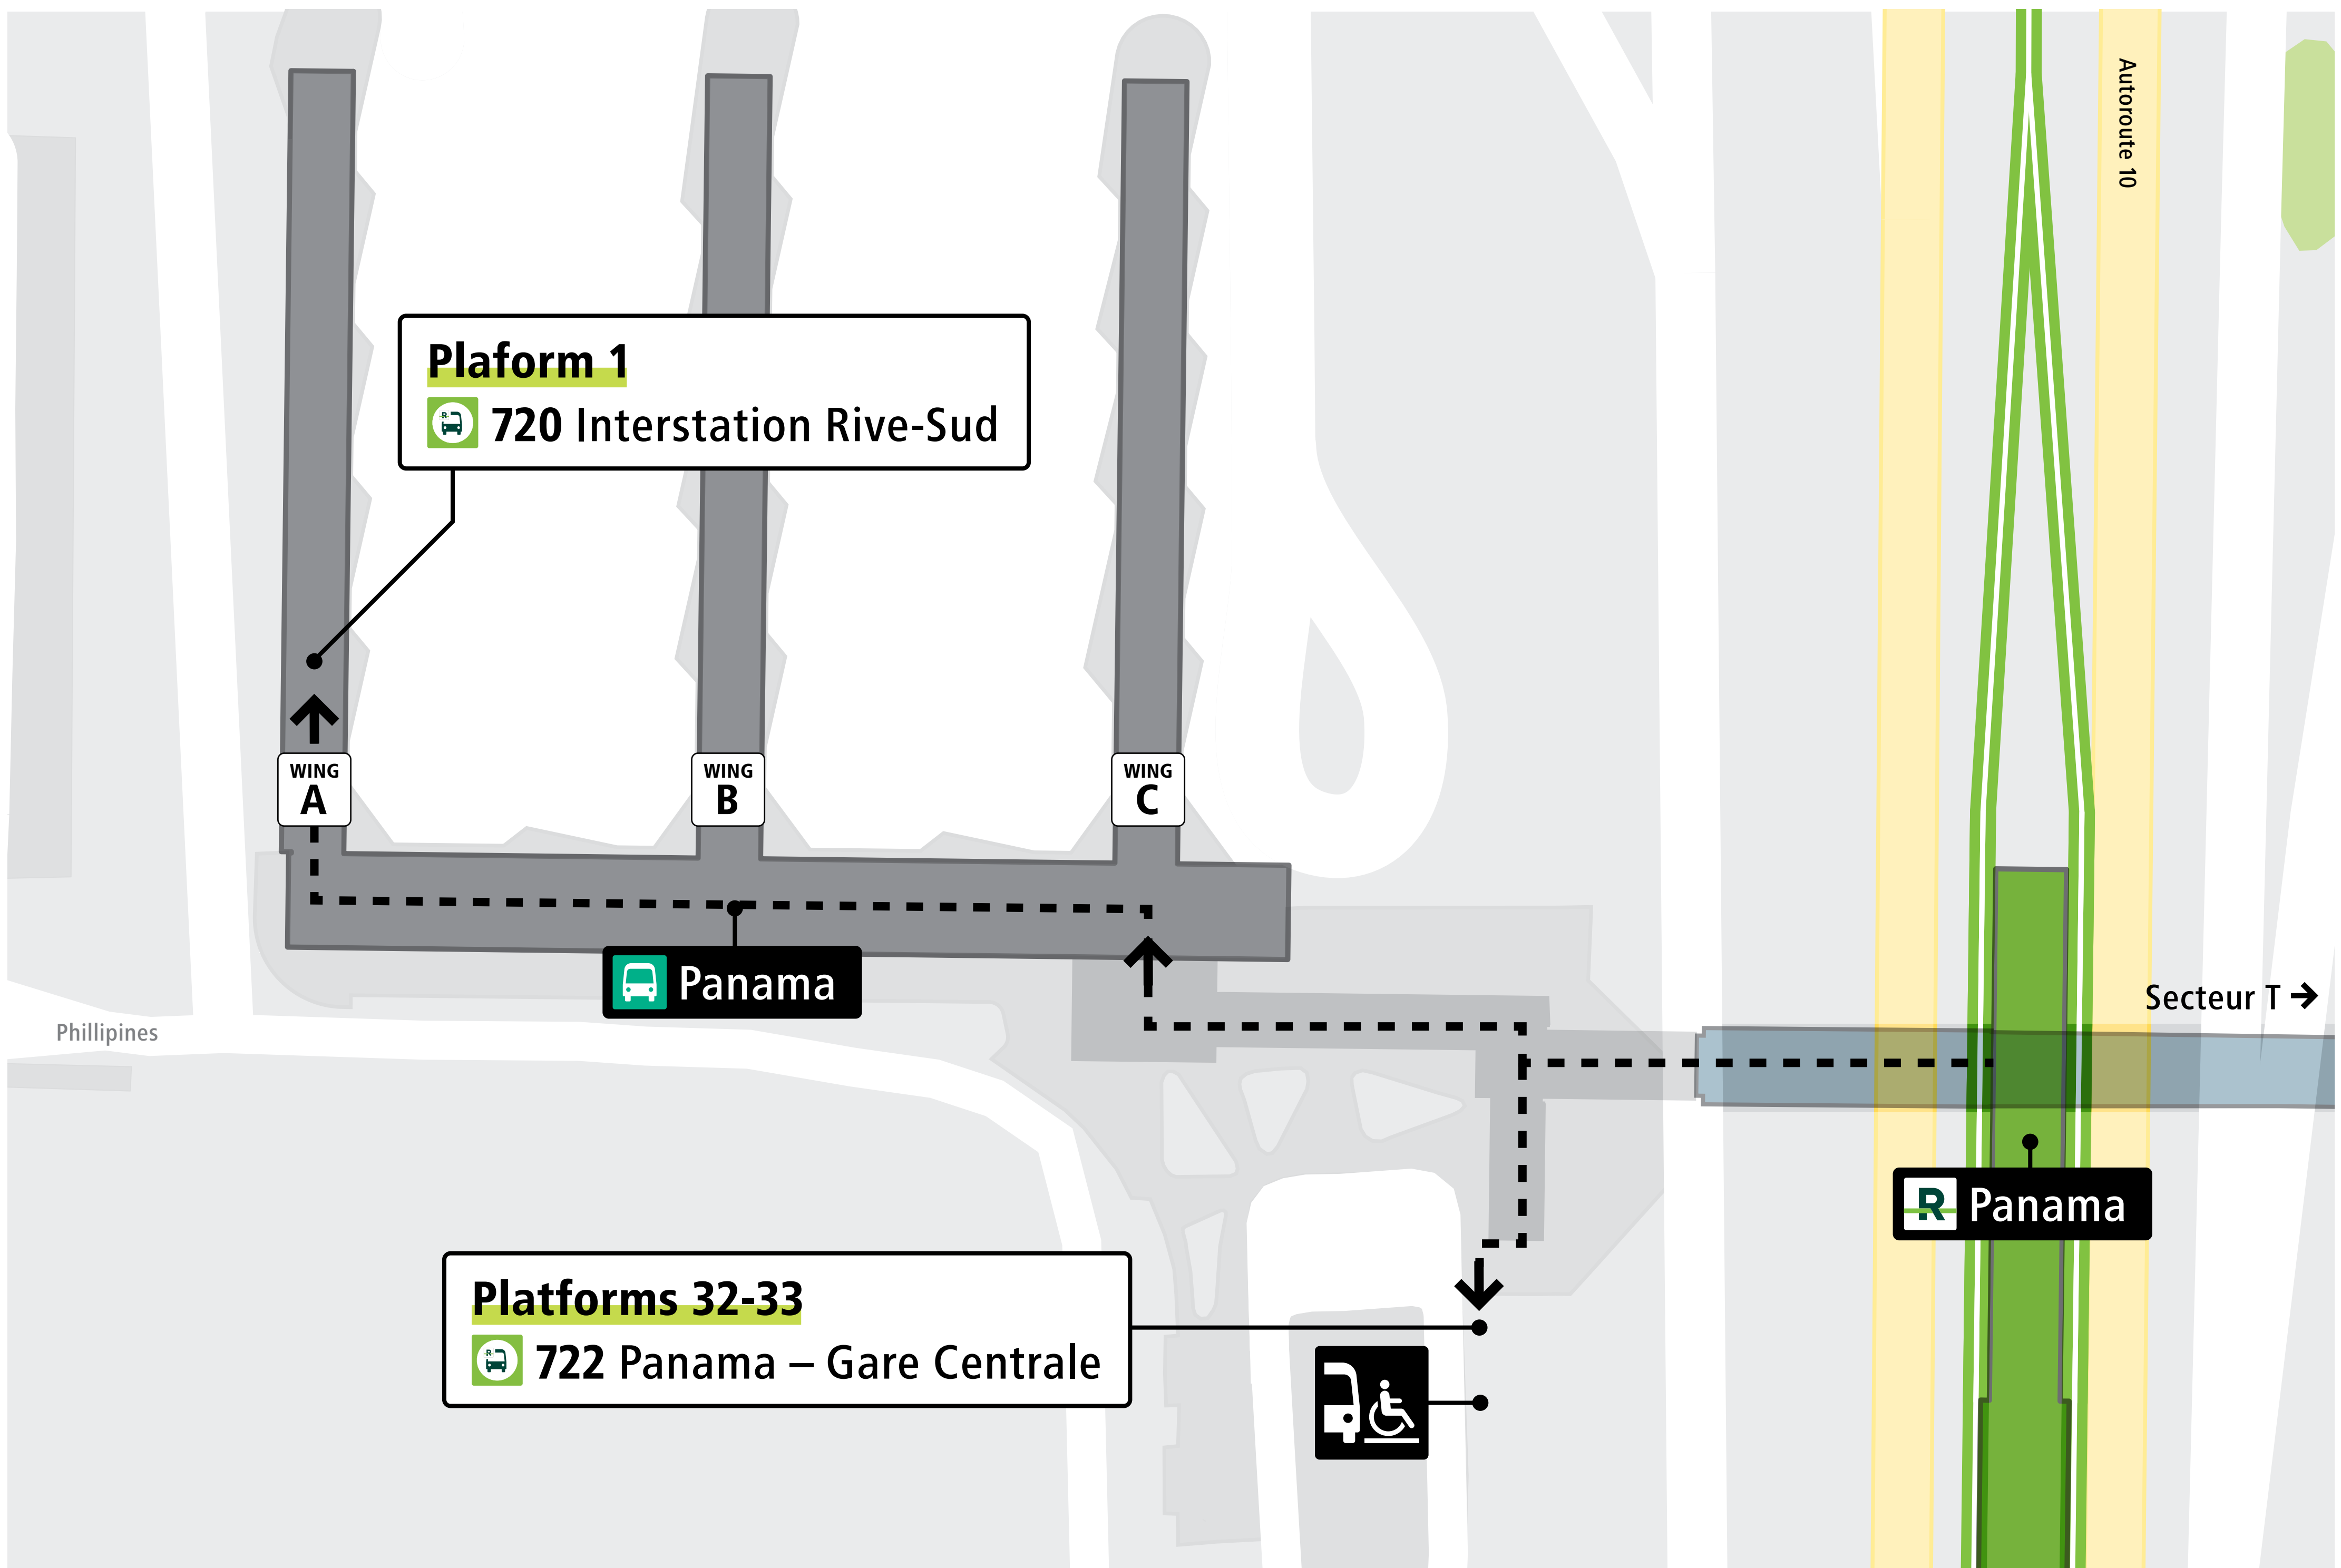 Autoroute 10
Plaform 1
720 Interstation Rive-Sud
WING
A
WING
B
WING
C
Panama
Secteur T →
Phillipines
R Panama
Platforms 32-33
722 Panama – Gare Centrale